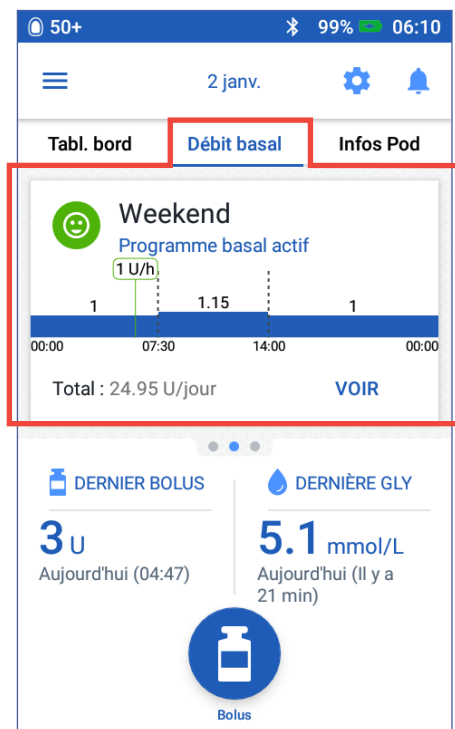 50+ 99% 06:10
2 janv.
Tabl. bord Débit basal Infos Pod
Weekend
Programme basal actif
1 U/h
1 1.15 1
00:00 07:30 14:00 00:00
Total : 24.95 U/jour VOIR
DERNIER BOLUS DERNIÈRE GLY
3 U 5.1 mmol/L
Aujourd'hui (04:47) Aujourd'hui (Il y a
21 min)
Bolus